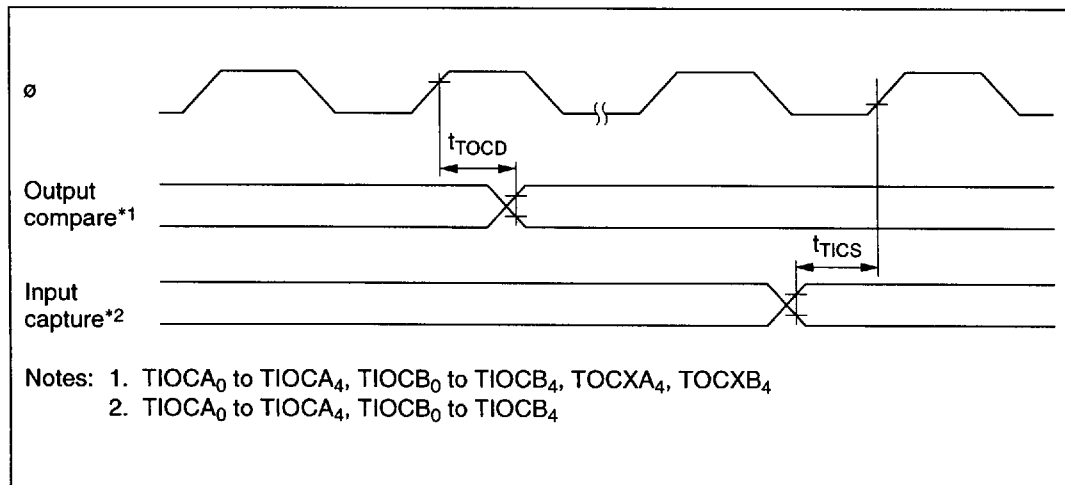 ø
tTOCD
Output
compare*1
tTICS
Input
capture*2
Notes: 1. TIOCA0 to TIOCA4, TIOCB0 to TIOCB4, TOCXA4, TOCXB4
2. TIOCA0 to TIOCA4, TIOCB0 to TIOCB4